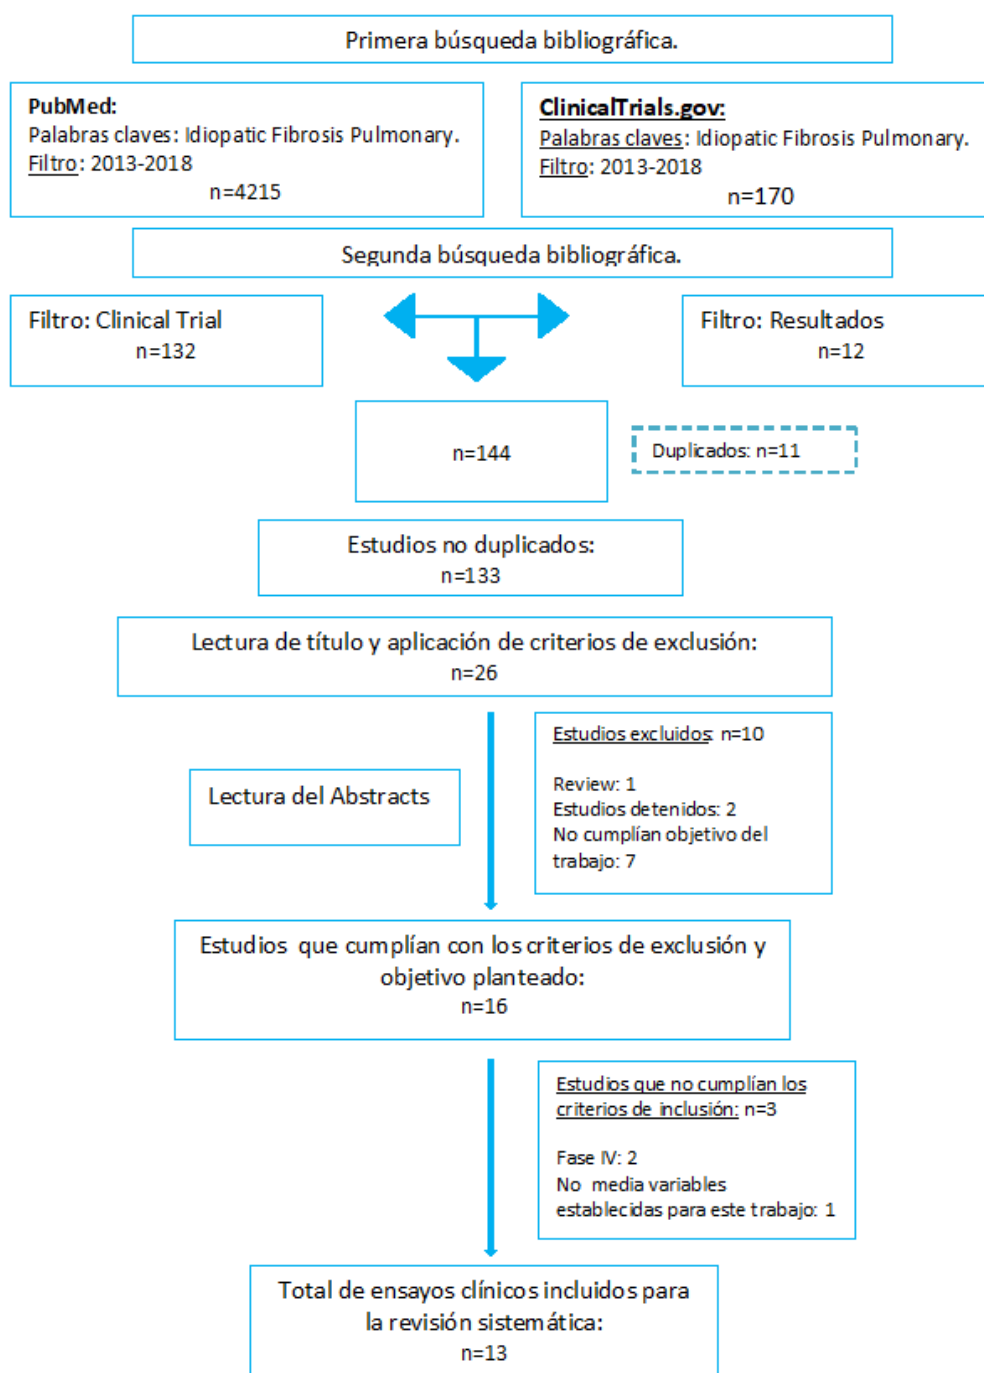 Primera búsqueda bibliográfica.
PubMed:
Palabras claves: Idiopatic Fibrosis Pulmonary.
Filtro: 2013-2018
n=4215
ClinicalTrials.gov:
Palabras claves: Idiopatic Fibrosis Pulmonary.
Filtro: 2013-2018
n=170
Segunda búsqueda bibliográfica.
Filtro: Clinical Trial
n=132
Filtro: Resultados
n=12
n=144
Duplicados: n=11
Estudios no duplicados:
n=133
Lectura de título y aplicación de criterios de exclusión:
n=26
Estudios excluidos: n=10
Review: 1
Estudios detenidos: 2
No cumplían objetivo del
trabajo: 7
Lectura del Abstracts
Estudios que cumplían con los criterios de exclusión y
objetivo planteado:
n=16
Estudios que no cumplían los
criterios de inclusión: n=3
Fase IV: 2
No media variables
establecidas para este trabajo: 1
Total de ensayos clínicos incluidos para
la revisión sistemática:
n=13